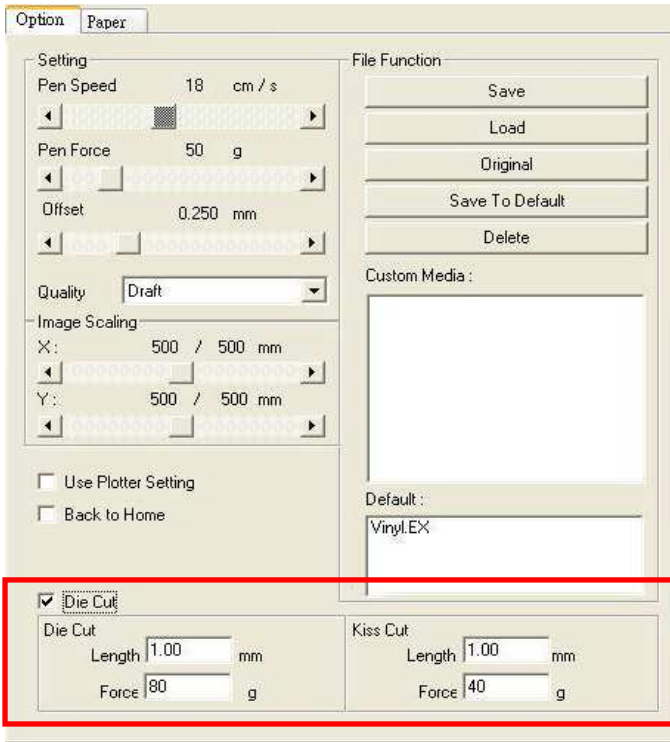 Option Paper
Setting
Pen Speed 18 cm / s
Pen Force 50 g
Offset 0.250 mm
Quality Draft
Image Scaling
X : 500 / 500 mm
Y : 500 / 500 mm
Use Plotter Setting
Back to Home
File Function
Save
Load
Original
Save To Default
Delete
Custom Media :
Default :
Vinyl.EX
Die Cut
Die Cut
Length 1.00 mm
Force 80 g
Kiss Cut
Length 1.00 mm
Force 40 g